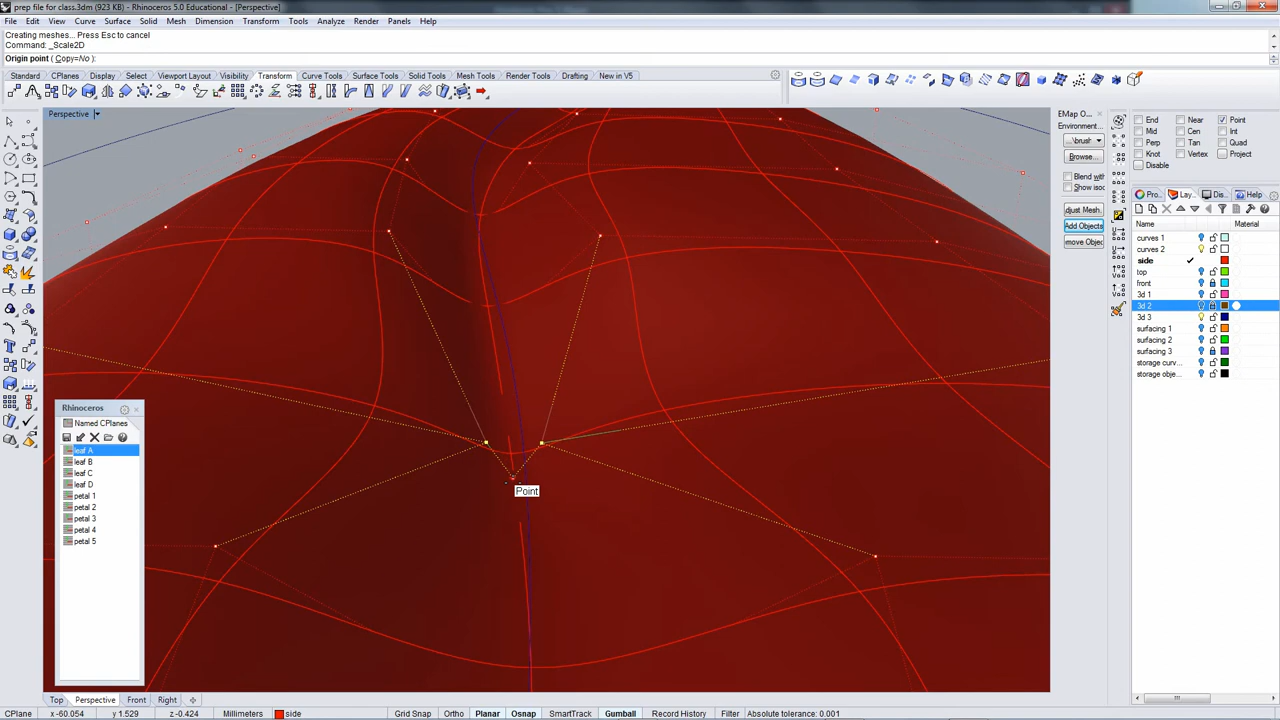 prep file for class.3dm (923 KB) - Rhinoceros 5.0 Educational - [Perspective]
File Edit View Curve Surface Solid Mesh Dimension Transform Tools Analyze Render Panels Help
Creating meshes... Press Esc to cancel
Command: _Scale2D
Origin point ( Copy=No ):
Standard CPlanes Display Select Viewport Layout Visibility Transform Curve Tools Surface Tools Solid Tools Mesh Tools Render Tools Drafting New in V5
Perspective
EMap O...
Environment...
...\brush
Browse...
Blend with
Show iso
djust Mesh.
Add Objects
move Objec
End Near Point
Mid Cen Int
Perp Tan Quad
Knot Vertex Project
Disable
Pro... Lay... Dis... Help
Name Material
curves 1
curves 2
side
top
front
3d 1
3d 2
3d 3
surfacing 1
surfacing 2
surfacing 3
storage curv...
storage obje...
Rhinoceros
Named CPlanes
leaf A
leaf B
leaf C
leaf D
petal 1
petal 2
petal 3
petal 4
petal 5
Point
Top Perspective Front Right
CPlane x -60.054 y 1.529 z -0.424 Millimeters side Grid Snap Ortho Planar Osnap SmartTrack Gumball Record History Filter Absolute tolerance: 0.001